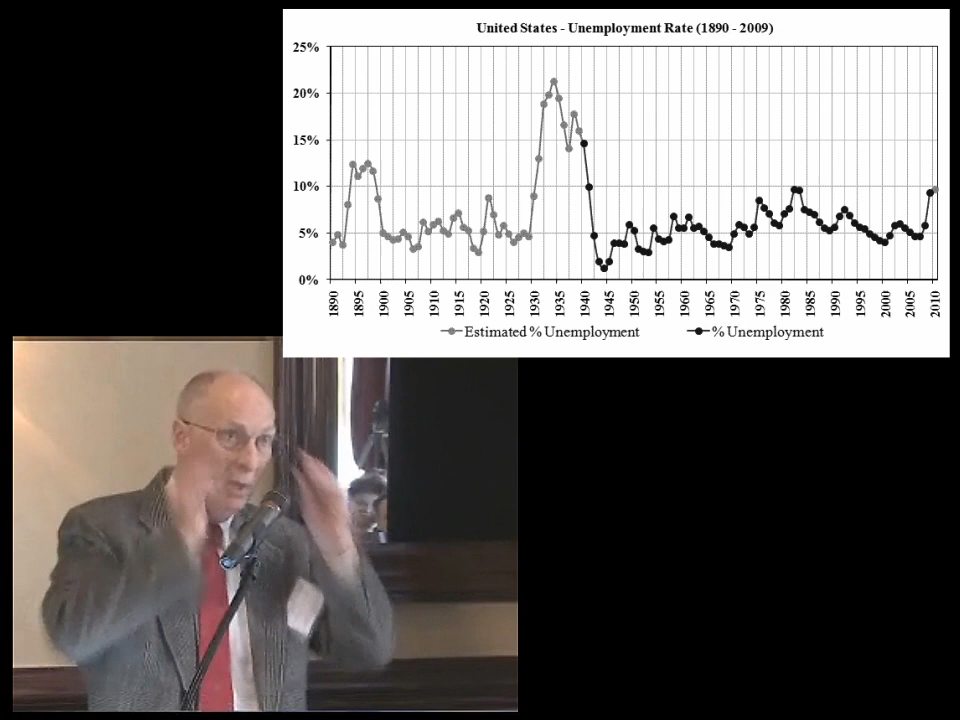 United States - Unemployment Rate (1890 - 2009)
25%
20%
15%
10%
5%
0%
1890 1895 1900 1905 1910 1915 1920 1925 1930 1935 1940 1945 1950 1955 1960 1965 1970 1975 1980 1985 1990 1995 2000 2005 2010
Estimated % Unemployment % Unemployment